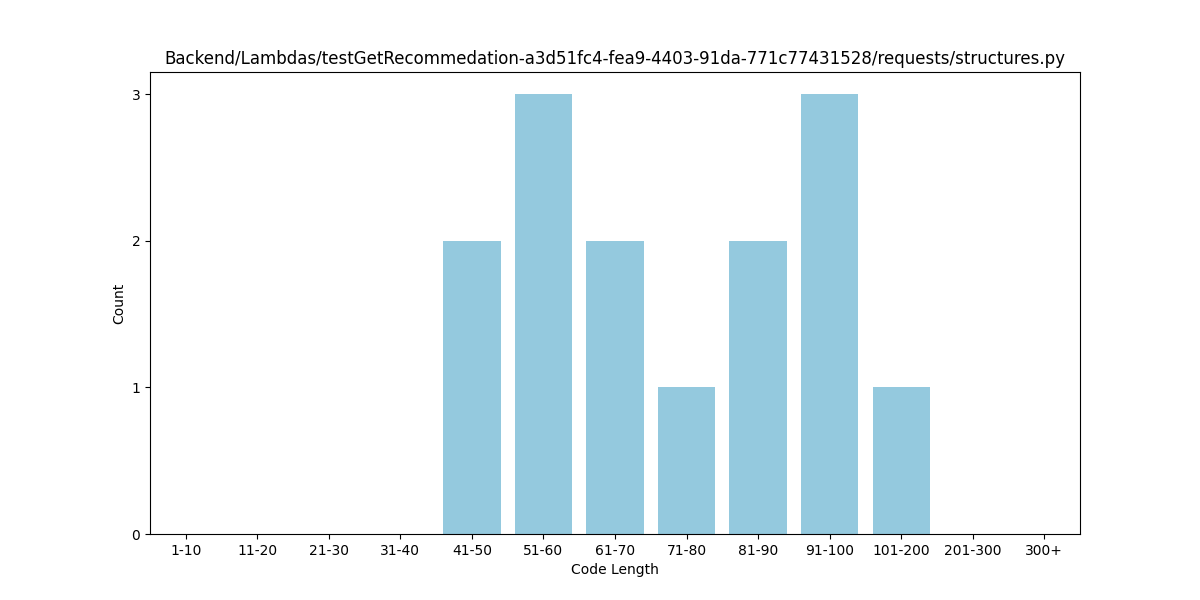 Backend/Lambdas/testGetRecommedation-a3d51fc4-fea9-4403-91da-771c77431528/requests/structures.py
3
2
1
0
Count
1-10 11-20 21-30 31-40 41-50 51-60 61-70 71-80 81-90 91-100 101-200 201-300 300+
Code Length